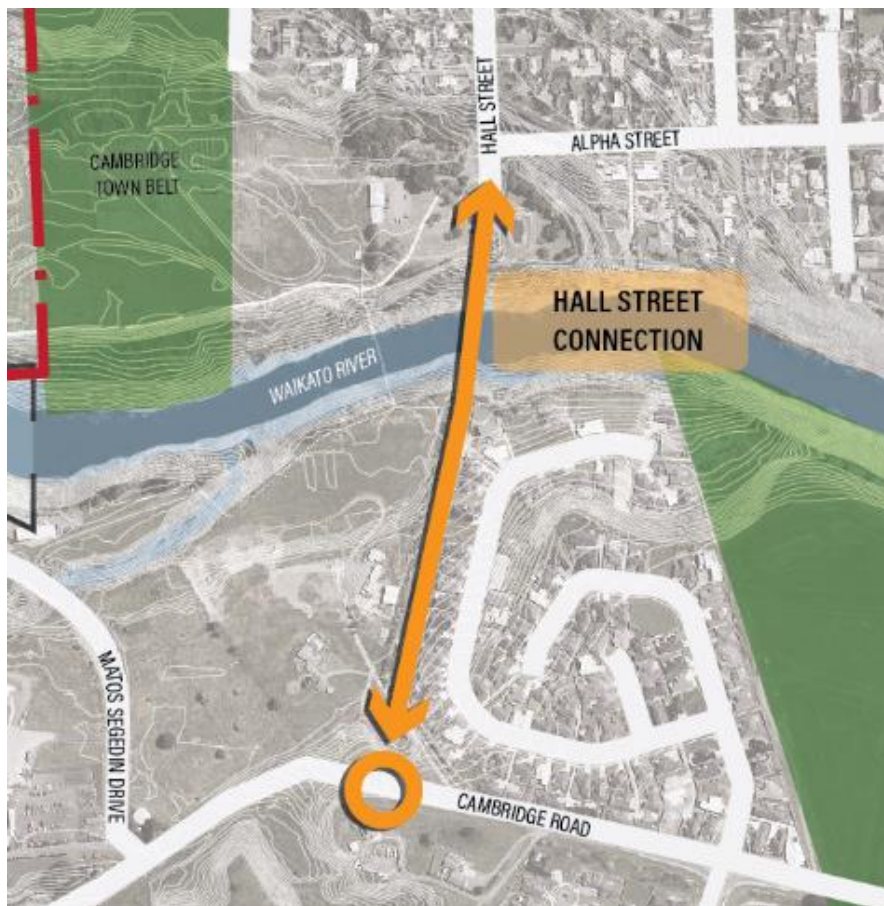 HALL STREET
ALPHA STREET
CAMBRIDGE
TOWN BELT
HALL STREET
CONNECTION
WAIKATO RIVER
MATOS SEGEDIN DRIVE
CAMBRIDGE ROAD